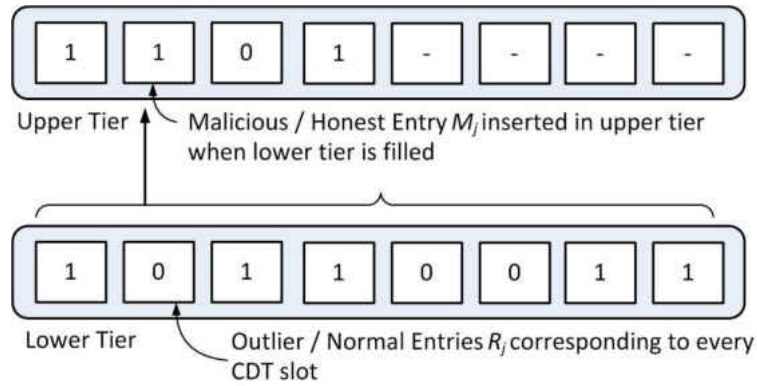 1 1 0 1 - - - -
Upper Tier
Malicious / Honest Entry Mj inserted in upper tier
when lower tier is filled
1 0 1 1 0 0 1 1
Lower Tier
Outlier / Normal Entries Rj corresponding to every
CDT slot